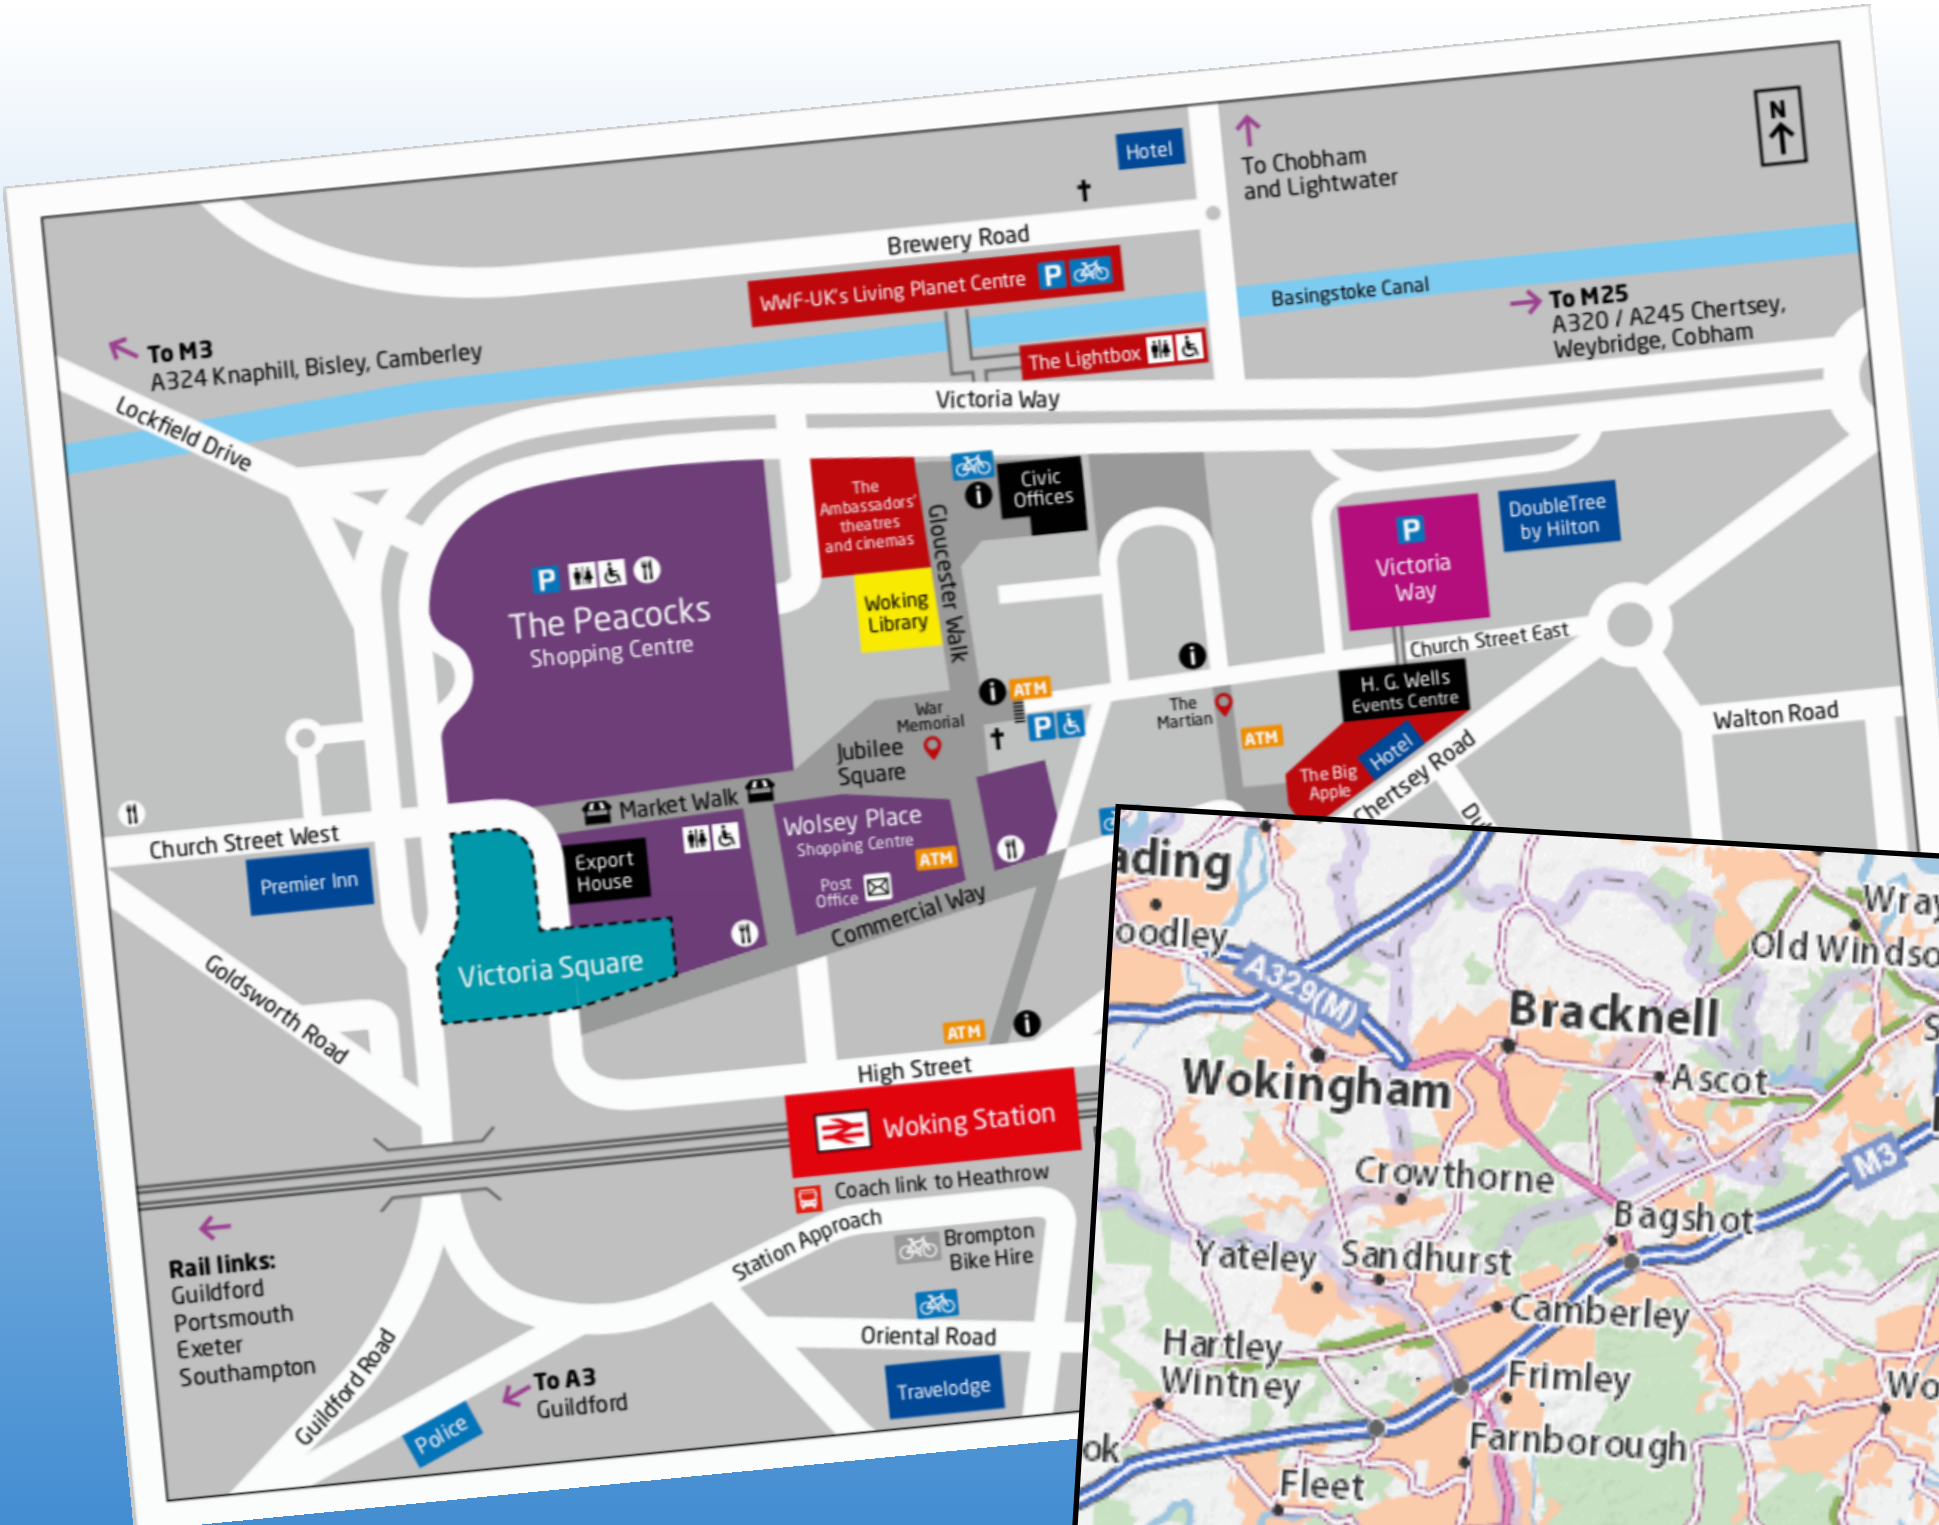 N
Hotel
To Chobham
and Lightwater
Brewery Road
WWF-UK's Living Planet Centre P
Basingstoke Canal
To M25
A320 / A245 Chertsey,
Weybridge, Cobham
To M3
A324 Knaphill, Bisley, Camberley
The Lightbox
Victoria Way
Lockfield Drive
The
Ambassadors'
theatres
and cinemas
Gloucester Walk
i
Civic
Offices
P
Victoria
Way
DoubleTree
by Hilton
P
The Peacocks
Shopping Centre
Woking
Library
Church Street East
i
i
ATM
P
War
Memorial
The
Martian
ATM
H. G. Wells
Events Centre
Hotel
The Big
Apple
Chertsey Road
Walton Road
Jubilee
Square
Market Walk
Wolsey Place
Shopping Centre
ATM
Post
Office
Export
House
Commercial Way
Church Street West
Premier Inn
Victoria Square
Goldsworth Road
ATM
i
High Street
Woking Station
Coach link to Heathrow
Station Approach
Brompton
Bike Hire
Oriental Road
Travelodge
Rail links:
Guildford
Portsmouth
Exeter
Southampton
Guildford Road
To A3
Guildford
Police
ading
oodley
Wray
Old Windso
A329(M)
Bracknell
Wokingham
Ascot
M3
Crowthorne
Bagshot
Yateley
Sandhurst
Camberley
Hartley
Wintney
Frimley
Wo
Farnborough
ok
Fleet